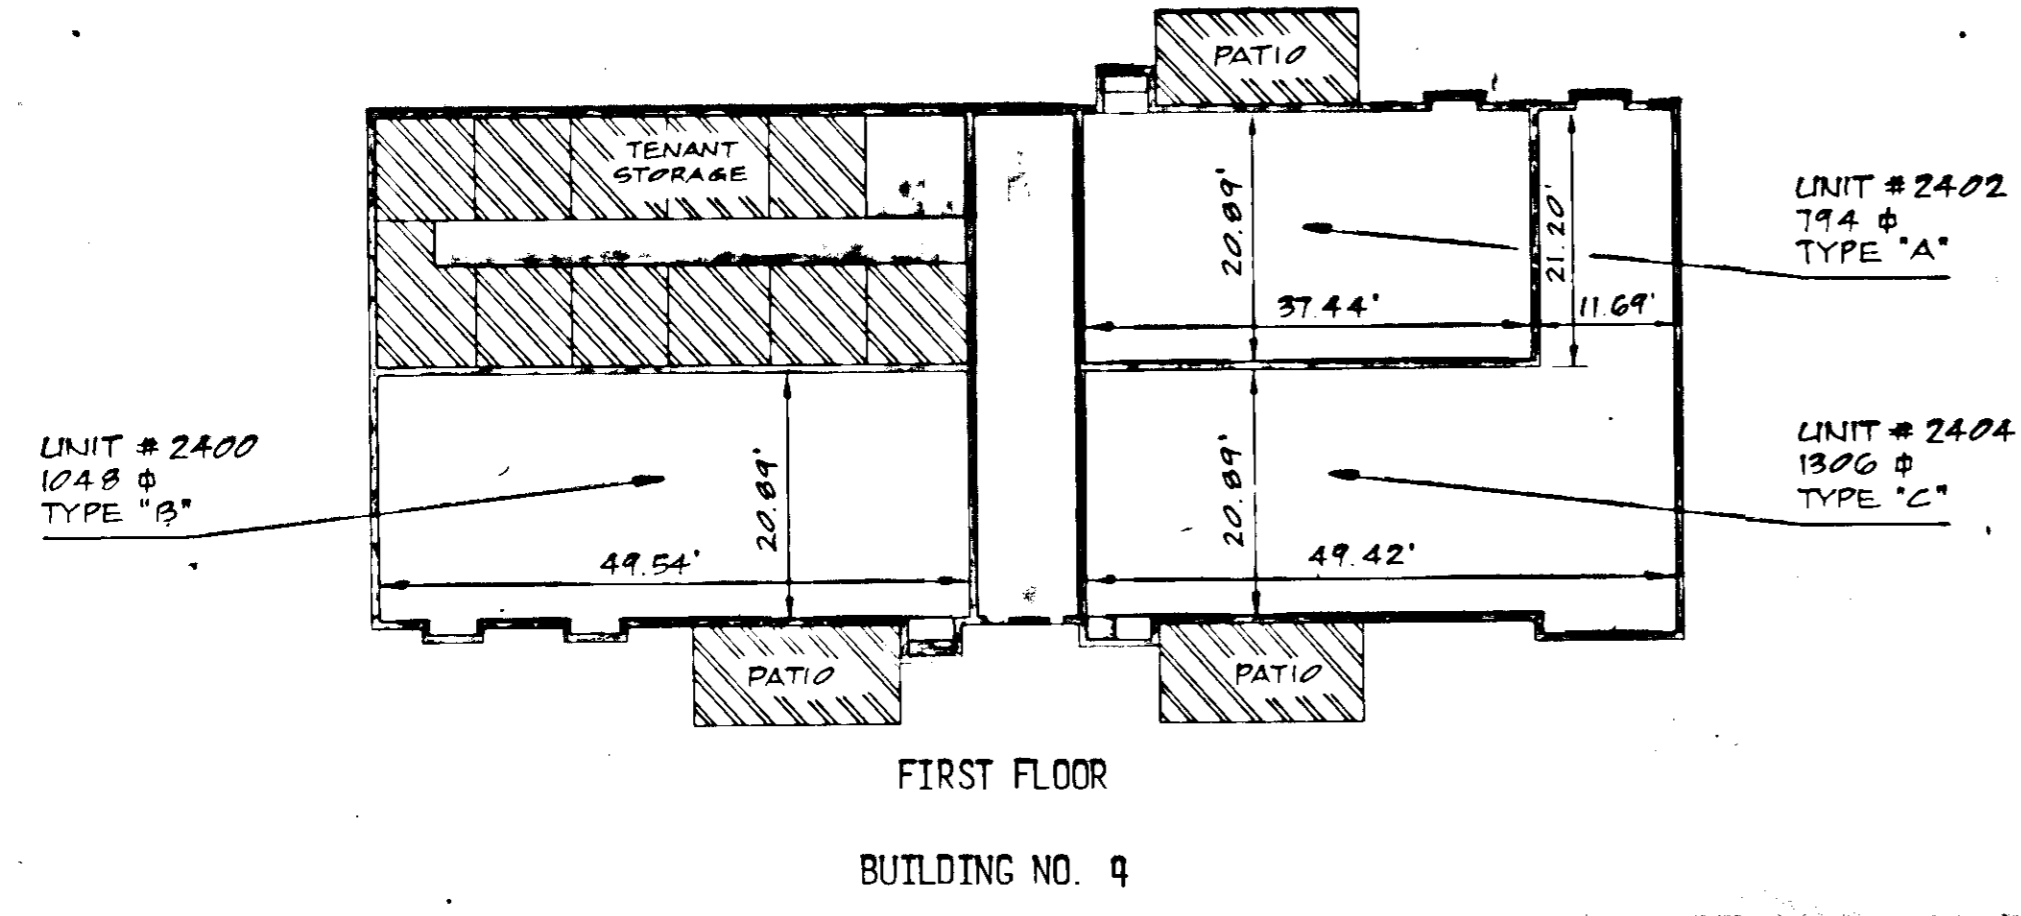 PATIO
TENANT
STORAGE
20.89'
21.20'
37.44'
11.69'
UNIT # 2402
794 ⌽
TYPE "A"
UNIT # 2400
1048 ⌽
TYPE "B"
20.89'
49.54'
20.89'
49.42'
UNIT # 2404
1306 ⌽
TYPE "C"
PATIO
PATIO
FIRST FLOOR
BUILDING NO. 9